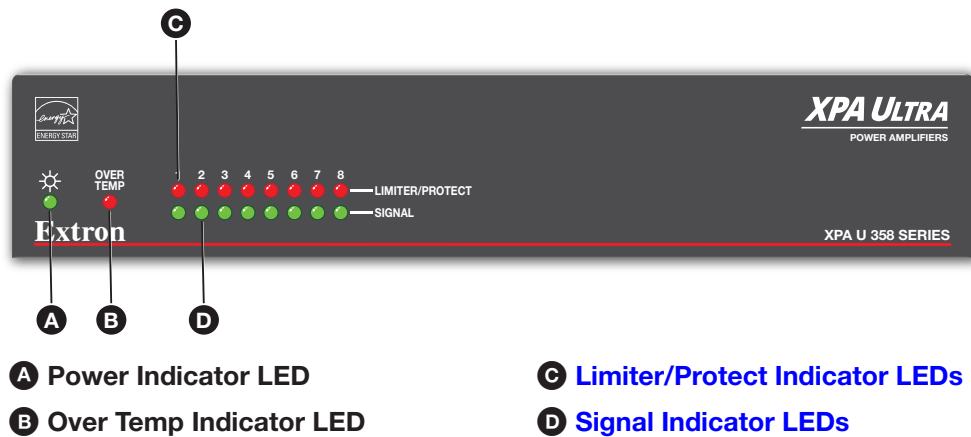 C
energy
ENERGY STAR
XPA ULTRA
POWER AMPLIFIERS
OVER
TEMP
1 2 3 4 5 6 7 8
LIMITER/PROTECT
SIGNAL
Extron
XPA U 358 SERIES
A B D
A Power Indicator LED
C Limiter/Protect Indicator LEDs
B Over Temp Indicator LED
D Signal Indicator LEDs